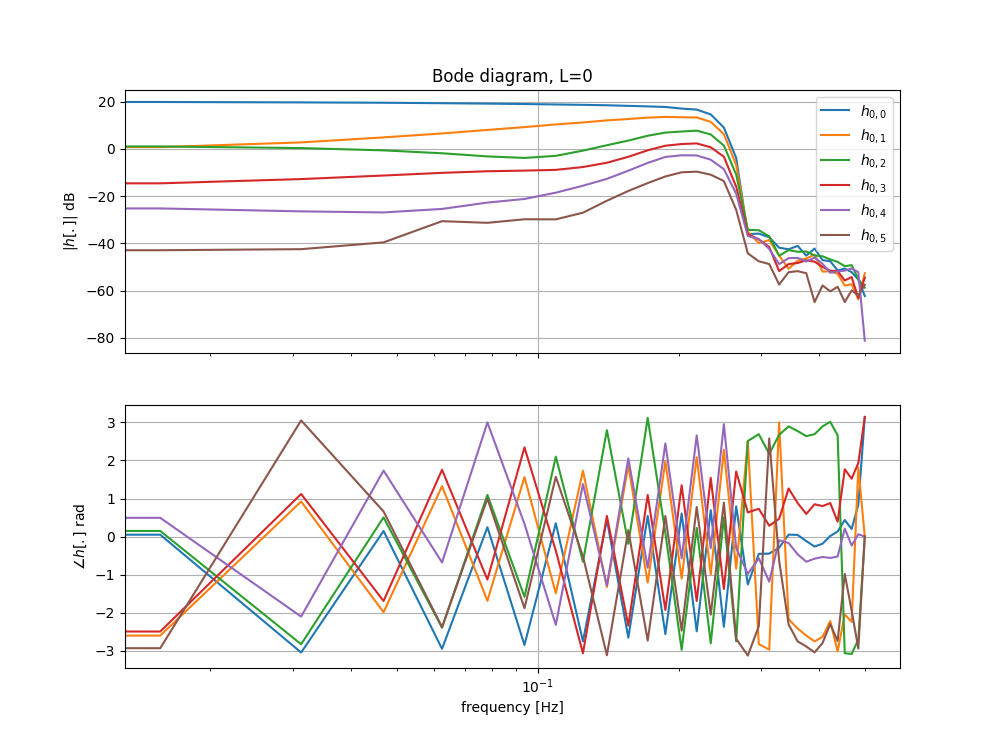 Bode diagram, L=0
|h[.]| dB
20
0
−20
−40
−60
−80
h0,0
h0,1
h0,2
h0,3
h0,4
h0,5
∠h[.] rad
3
2
1
0
−1
−2
−3
10⁻¹
frequency [Hz]